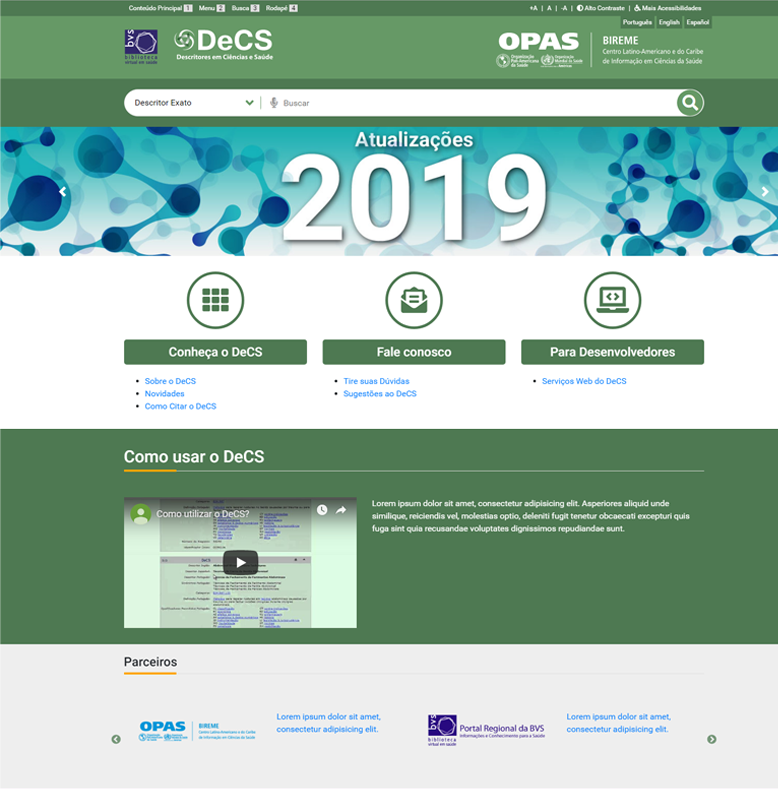 Conteúdo Principal 1 Menu 2 Busca 3 Rodapé 4
+A | A | -A | Alto Contraste | Mais Acessibilidades
Português English Español
bvs
biblioteca
virtual em saúde
DeCS
Descritores em Ciências e Saúde
OPAS
Organização
Pan-Americana
da Saúde
Organização
Mundial da Saúde
BIREME
Centro Latino-Americano e do Caribe
de Informação em Ciências da Saúde
Descritor Exato
Buscar
Atualizações
2019
Conheça o DeCS
Sobre o DeCS
Novidades
Como Citar o DeCS
Fale conosco
Tire suas Dúvidas
Sugestões ao DeCS
Para Desenvolvedores
Serviços Web do DeCS
Como usar o DeCS
Como utilizar o DeCS?
DeCS
Lorem ipsum dolor sit amet, consectetur adipisicing elit. Asperiores aliquid unde
similique, reiciendis vel, molestias optio, deleniti fugit tenetur obcaecati excepturi quis
fuga sint quia recusandae voluptates dignissimos repudiandae sunt.
Parceiros
OPAS
BIREME
Centro Latino-Americano e do Caribe
de Informação em Ciências da Saúde
Lorem ipsum dolor sit amet,
consectetur adipisicing elit.
bvs
biblioteca
virtual em saúde
Portal Regional da BVS
Informações e Conhecimento para a Saúde
Lorem ipsum dolor sit amet,
consectetur adipisicing elit.